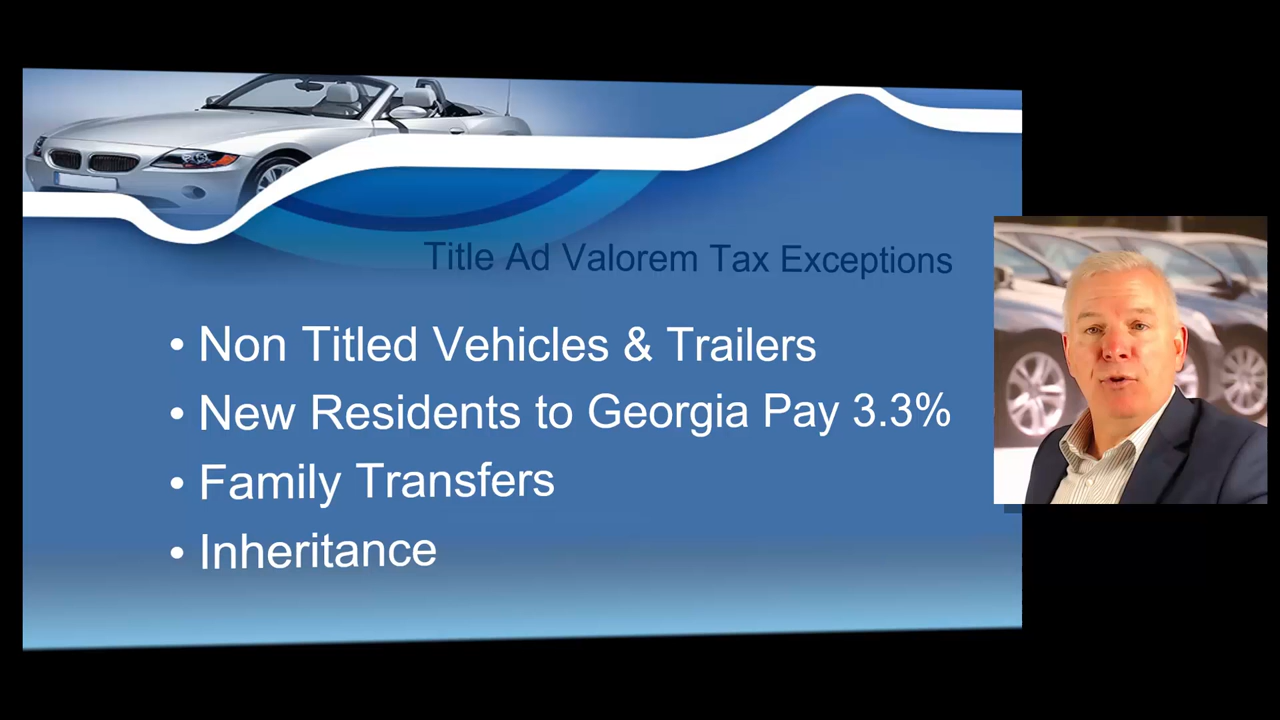 Title Ad Valorem Tax Exceptions
• Non Titled Vehicles & Trailers
• New Residents to Georgia Pay 3.3%
• Family Transfers
• Inheritance